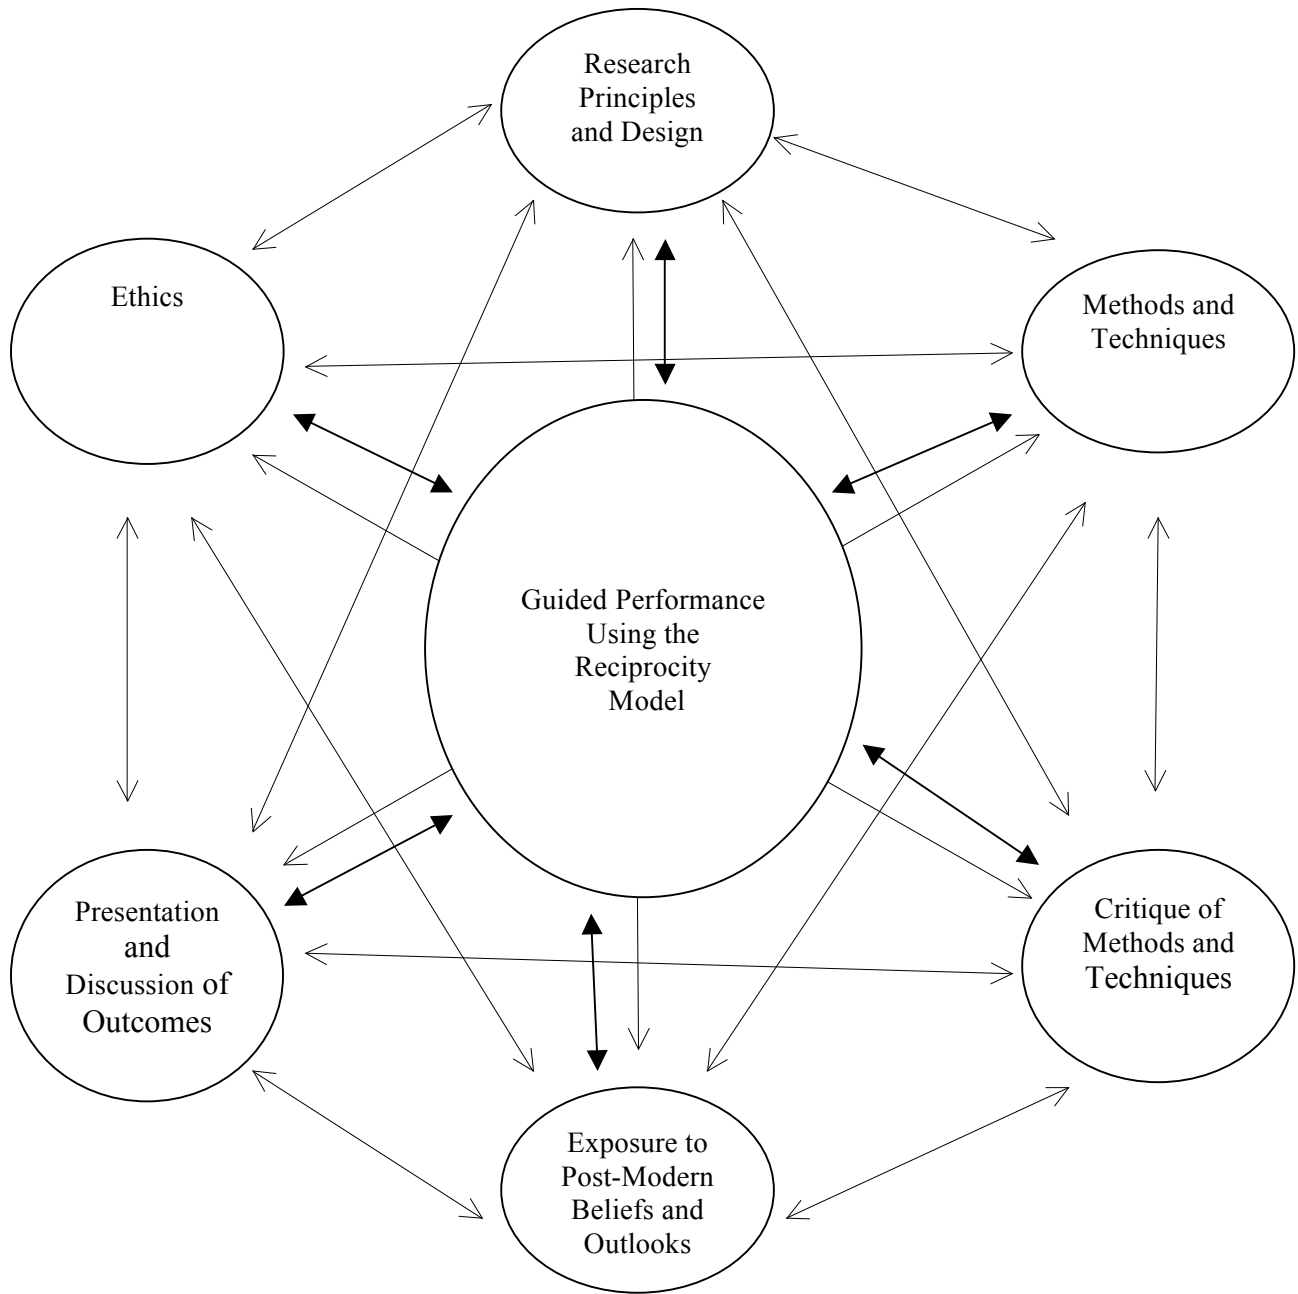 Research
Principles
and Design
Ethics
Methods and
Techniques
Guided Performance
Using the
Reciprocity
Model
Presentation
and
Discussion of
Outcomes
Critique of
Methods and
Techniques
Exposure to
Post-Modern
Beliefs and
Outlooks